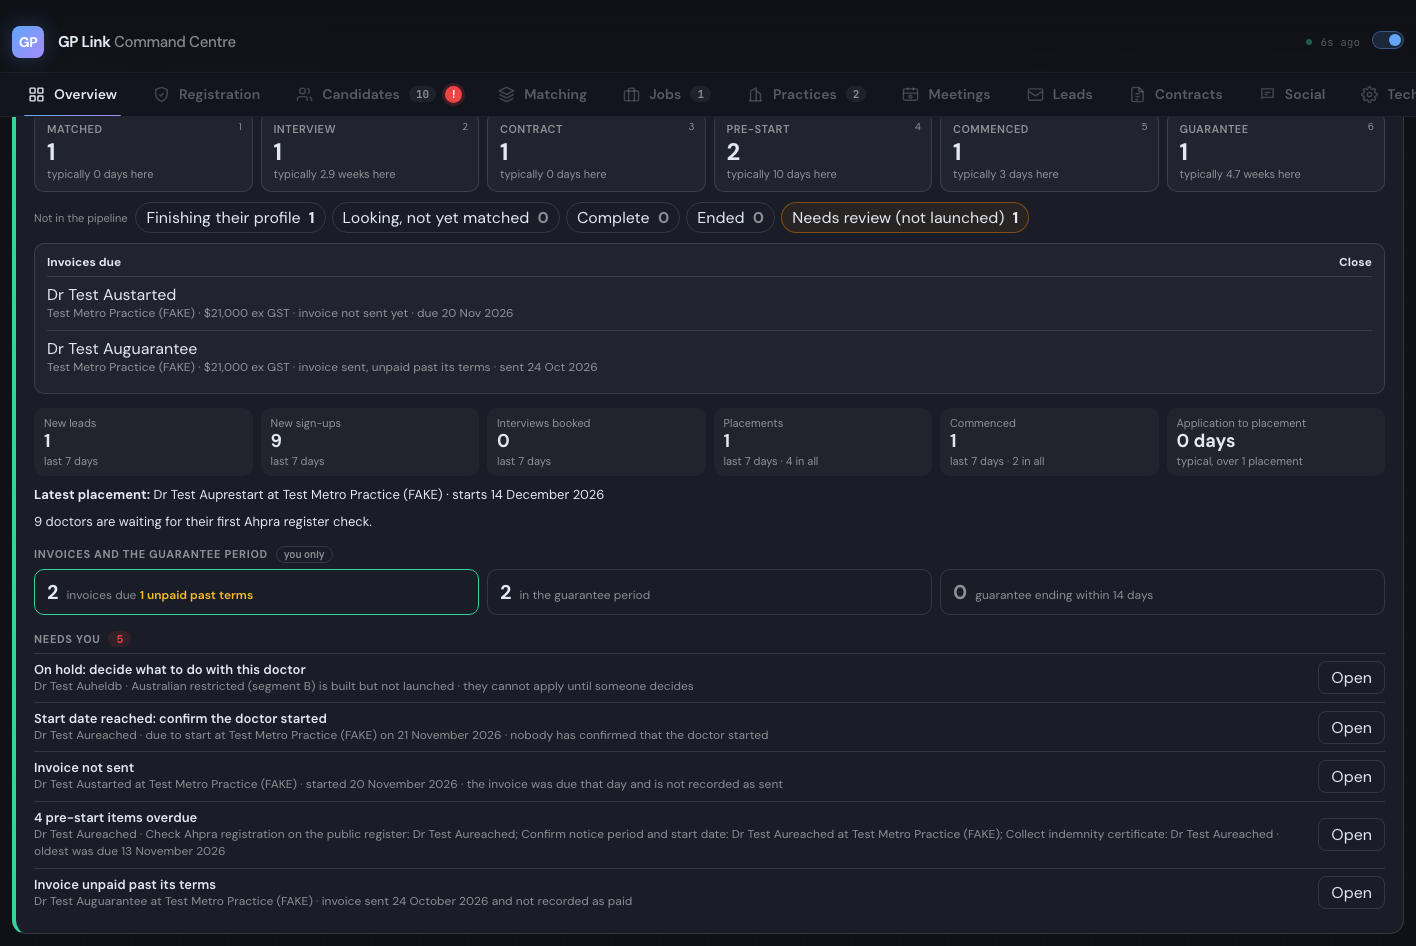 GP
GP Link Command Centre
6s ago
Overview
Registration
Candidates 10 !
Matching
Jobs 1
Practices 2
Meetings
Leads
Contracts
Social
Tech
MATCHED 1
1
typically 0 days here
INTERVIEW 2
1
typically 2.9 weeks here
CONTRACT 3
1
typically 0 days here
PRE-START 4
2
typically 10 days here
COMMENCED 5
1
typically 3 days here
GUARANTEE 6
1
typically 4.7 weeks here
Not in the pipeline
Finishing their profile 1
Looking, not yet matched 0
Complete 0
Ended 0
Needs review (not launched) 1
Invoices due
Close
Dr Test Austarted
Test Metro Practice (FAKE) · $21,000 ex GST · invoice not sent yet · due 20 Nov 2026
Dr Test Auguarantee
Test Metro Practice (FAKE) · $21,000 ex GST · invoice sent, unpaid past its terms · sent 24 Oct 2026
New leads
1
last 7 days
New sign-ups
9
last 7 days
Interviews booked
0
last 7 days
Placements
1
last 7 days · 4 in all
Commenced
1
last 7 days · 2 in all
Application to placement
0 days
typical, over 1 placement
Latest placement: Dr Test Auprestart at Test Metro Practice (FAKE) · starts 14 December 2026
9 doctors are waiting for their first Ahpra register check.
INVOICES AND THE GUARANTEE PERIOD you only
2 invoices due 1 unpaid past terms
2 in the guarantee period
0 guarantee ending within 14 days
NEEDS YOU 5
On hold: decide what to do with this doctor
Dr Test Auheldb · Australian restricted (segment B) is built but not launched · they cannot apply until someone decides
Open
Start date reached: confirm the doctor started
Dr Test Aureached · due to start at Test Metro Practice (FAKE) on 21 November 2026 · nobody has confirmed that the doctor started
Open
Invoice not sent
Dr Test Austarted at Test Metro Practice (FAKE) · started 20 November 2026 · the invoice was due that day and is not recorded as sent
Open
4 pre-start items overdue
Dr Test Aureached · Check Ahpra registration on the public register: Dr Test Aureached; Confirm notice period and start date: Dr Test Aureached at Test Metro Practice (FAKE); Collect indemnity certificate: Dr Test Aureached ·
oldest was due 13 November 2026
Open
Invoice unpaid past its terms
Dr Test Auguarantee at Test Metro Practice (FAKE) · invoice sent 24 October 2026 and not recorded as paid
Open